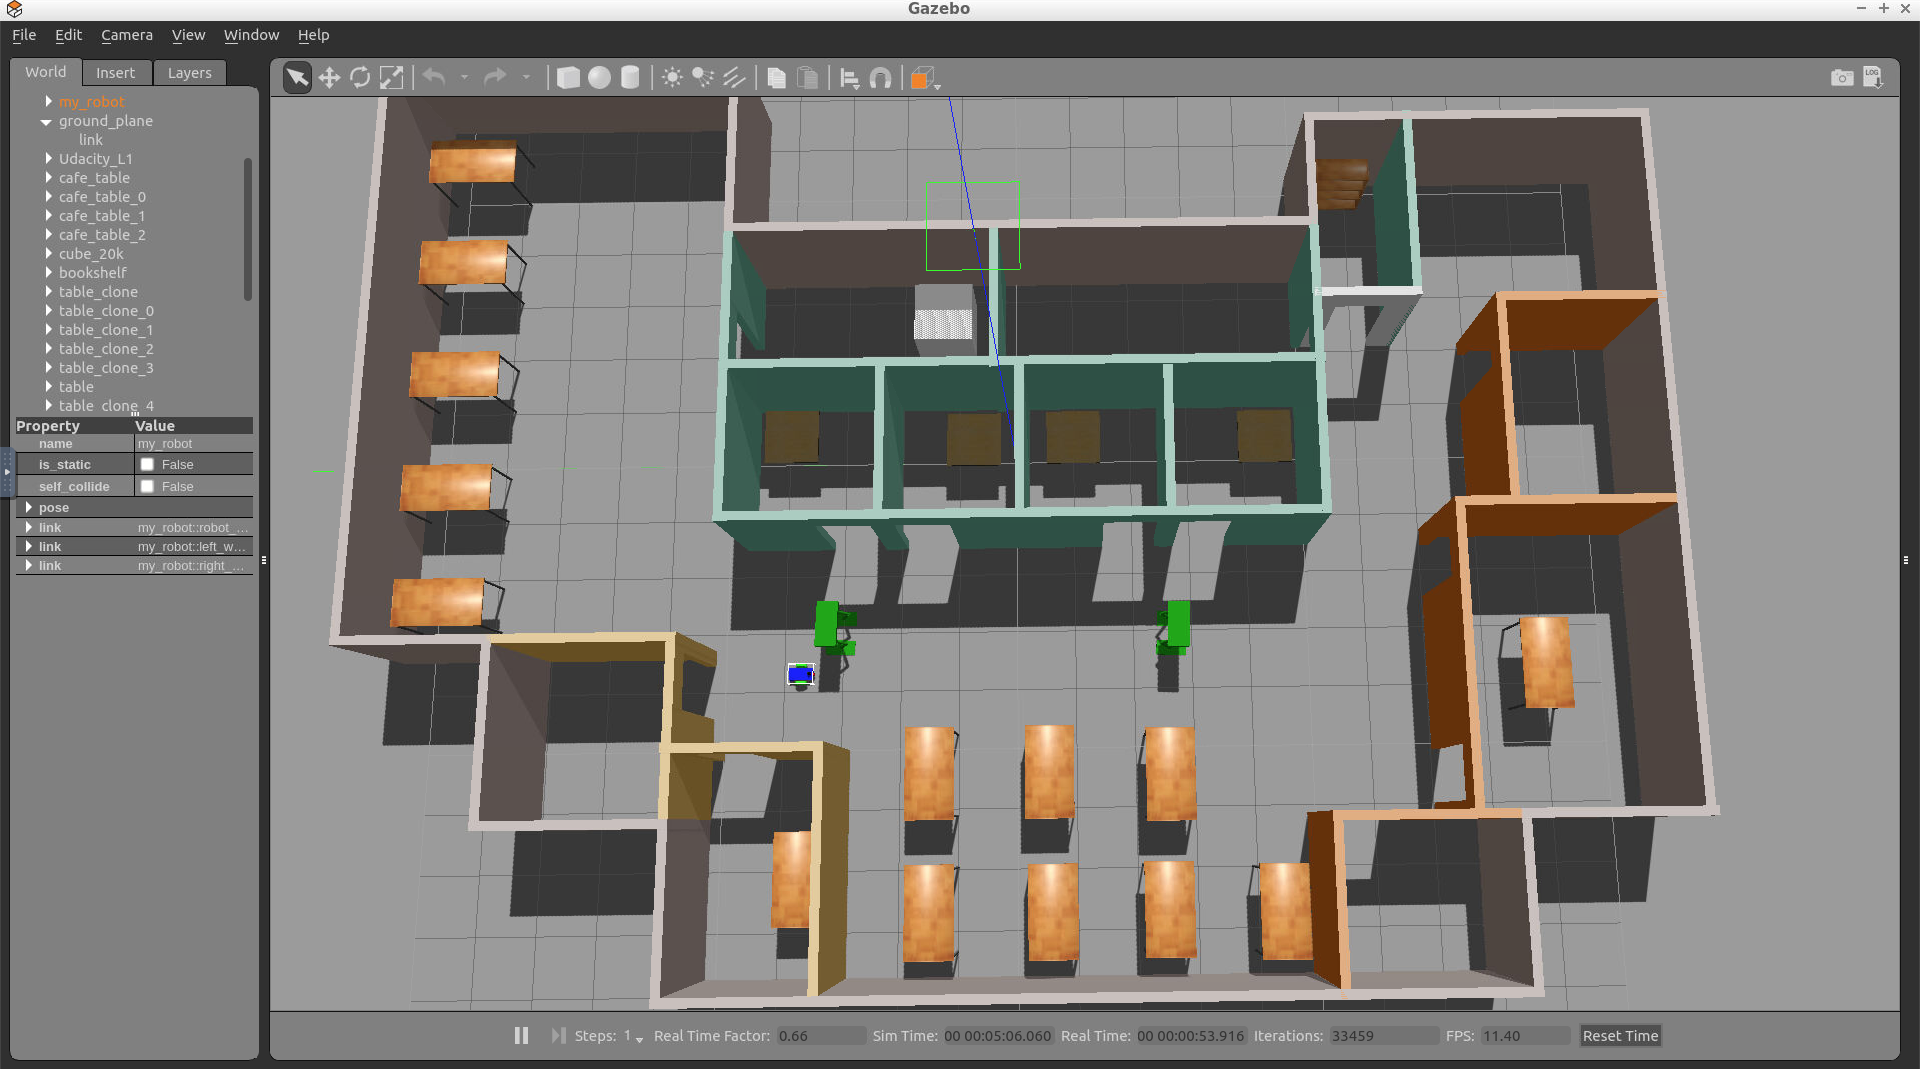 Gazebo
File Edit Camera View Window Help
World Insert Layers
LOG
my_robot
ground_plane
link
Udacity_L1
cafe_table
cafe_table_0
cafe_table_1
cafe_table_2
cube_20k
bookshelf
table_clone
table_clone_0
table_clone_1
table_clone_2
table_clone_3
table
table_clone_4
Property Value
name my_robot
is_static False
self_collide False
pose
link my_robot::robot_...
link my_robot::left_w...
link my_robot::right_...
Steps: 1 Real Time Factor: 0.66 Sim Time: 00 00:05:06.060 Real Time: 00 00:00:53.916 Iterations: 33459 FPS: 11.40 Reset Time